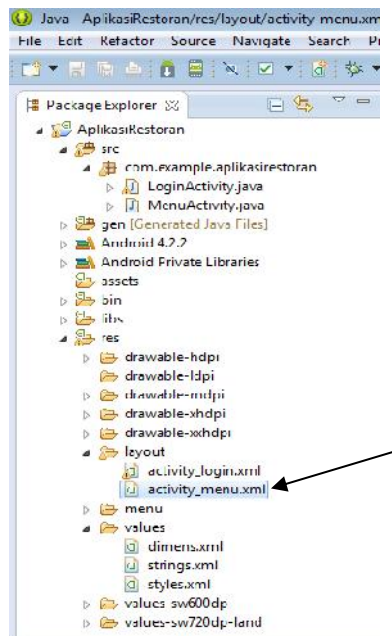 Java - AplikasiRestoran/res/layout/activity_menu.xm
File Edit Refactor Source Navigate Search P
Package Explorer
AplikasiRestoran
src
com.example.aplikasirestoran
LoginActivity.java
MenuActivity.java
gen [Generated Java Files]
Android 4.2.2
Android Private Libraries
assets
bin
libs
res
drawable-hdpi
drawable-ldpi
drawable-mdpi
drawable-xhdpi
drawable-xxhdpi
layout
activity_login.xml
activity_menu.xml
menu
values
dimens.xml
strings.xml
styles.xml
values-sw600dp
values-sw720dp-land